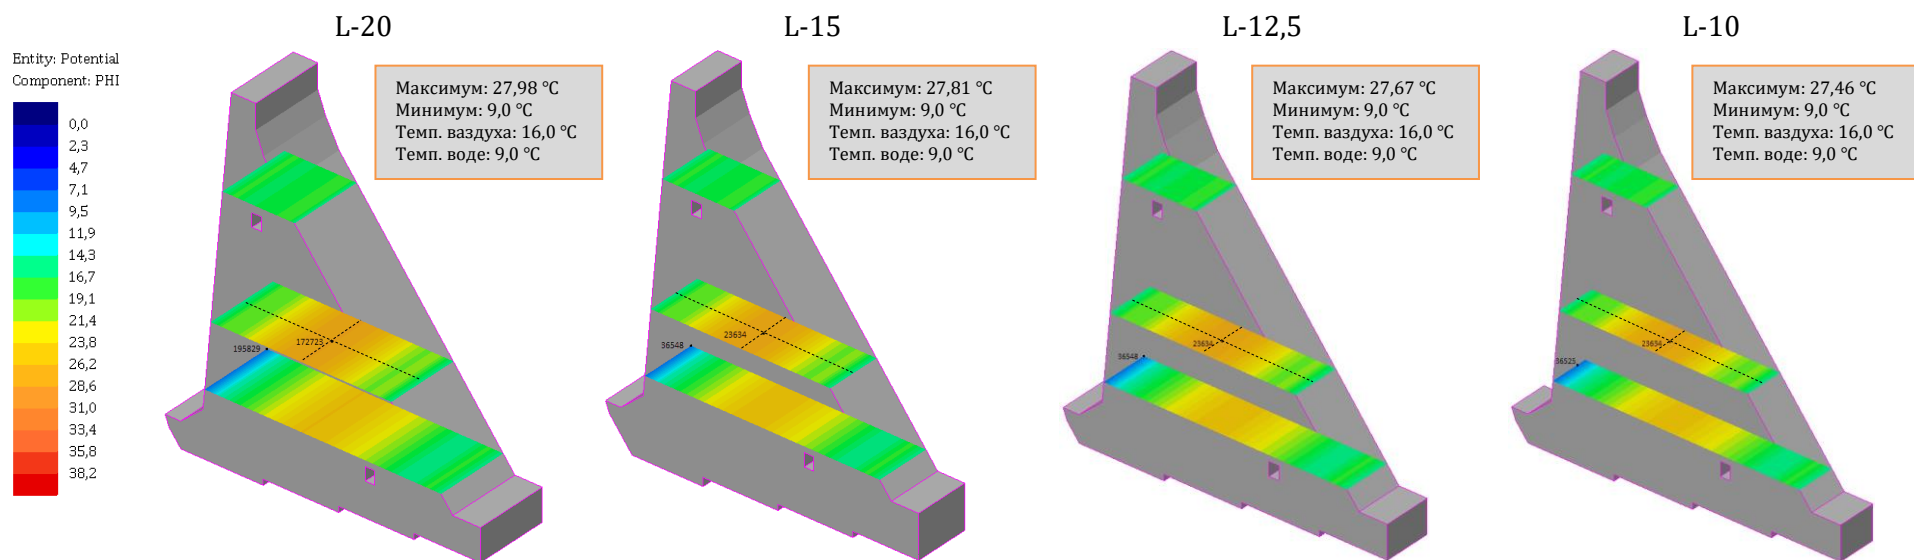 L-20
L-15
L-12,5
L-10
Entity: Potential
Component: PHI
0,0
2,3
4,7
7,1
9,5
11,9
14,3
16,7
19,1
21,4
23,8
26,2
28,6
31,0
33,4
35,8
38,2
Максимум: 27,98 °C
Минимум: 9,0 °C
Темп. ваздуха: 16,0 °C
Темп. воде: 9,0 °C
172723
195829
Максимум: 27,81 °C
Минимум: 9,0 °C
Темп. ваздуха: 16,0 °C
Темп. воде: 9,0 °C
23634
36548
Максимум: 27,67 °C
Минимум: 9,0 °C
Темп. ваздуха: 16,0 °C
Темп. воде: 9,0 °C
23634
36548
Максимум: 27,46 °C
Минимум: 9,0 °C
Темп. ваздуха: 16,0 °C
Темп. воде: 9,0 °C
23634
36525